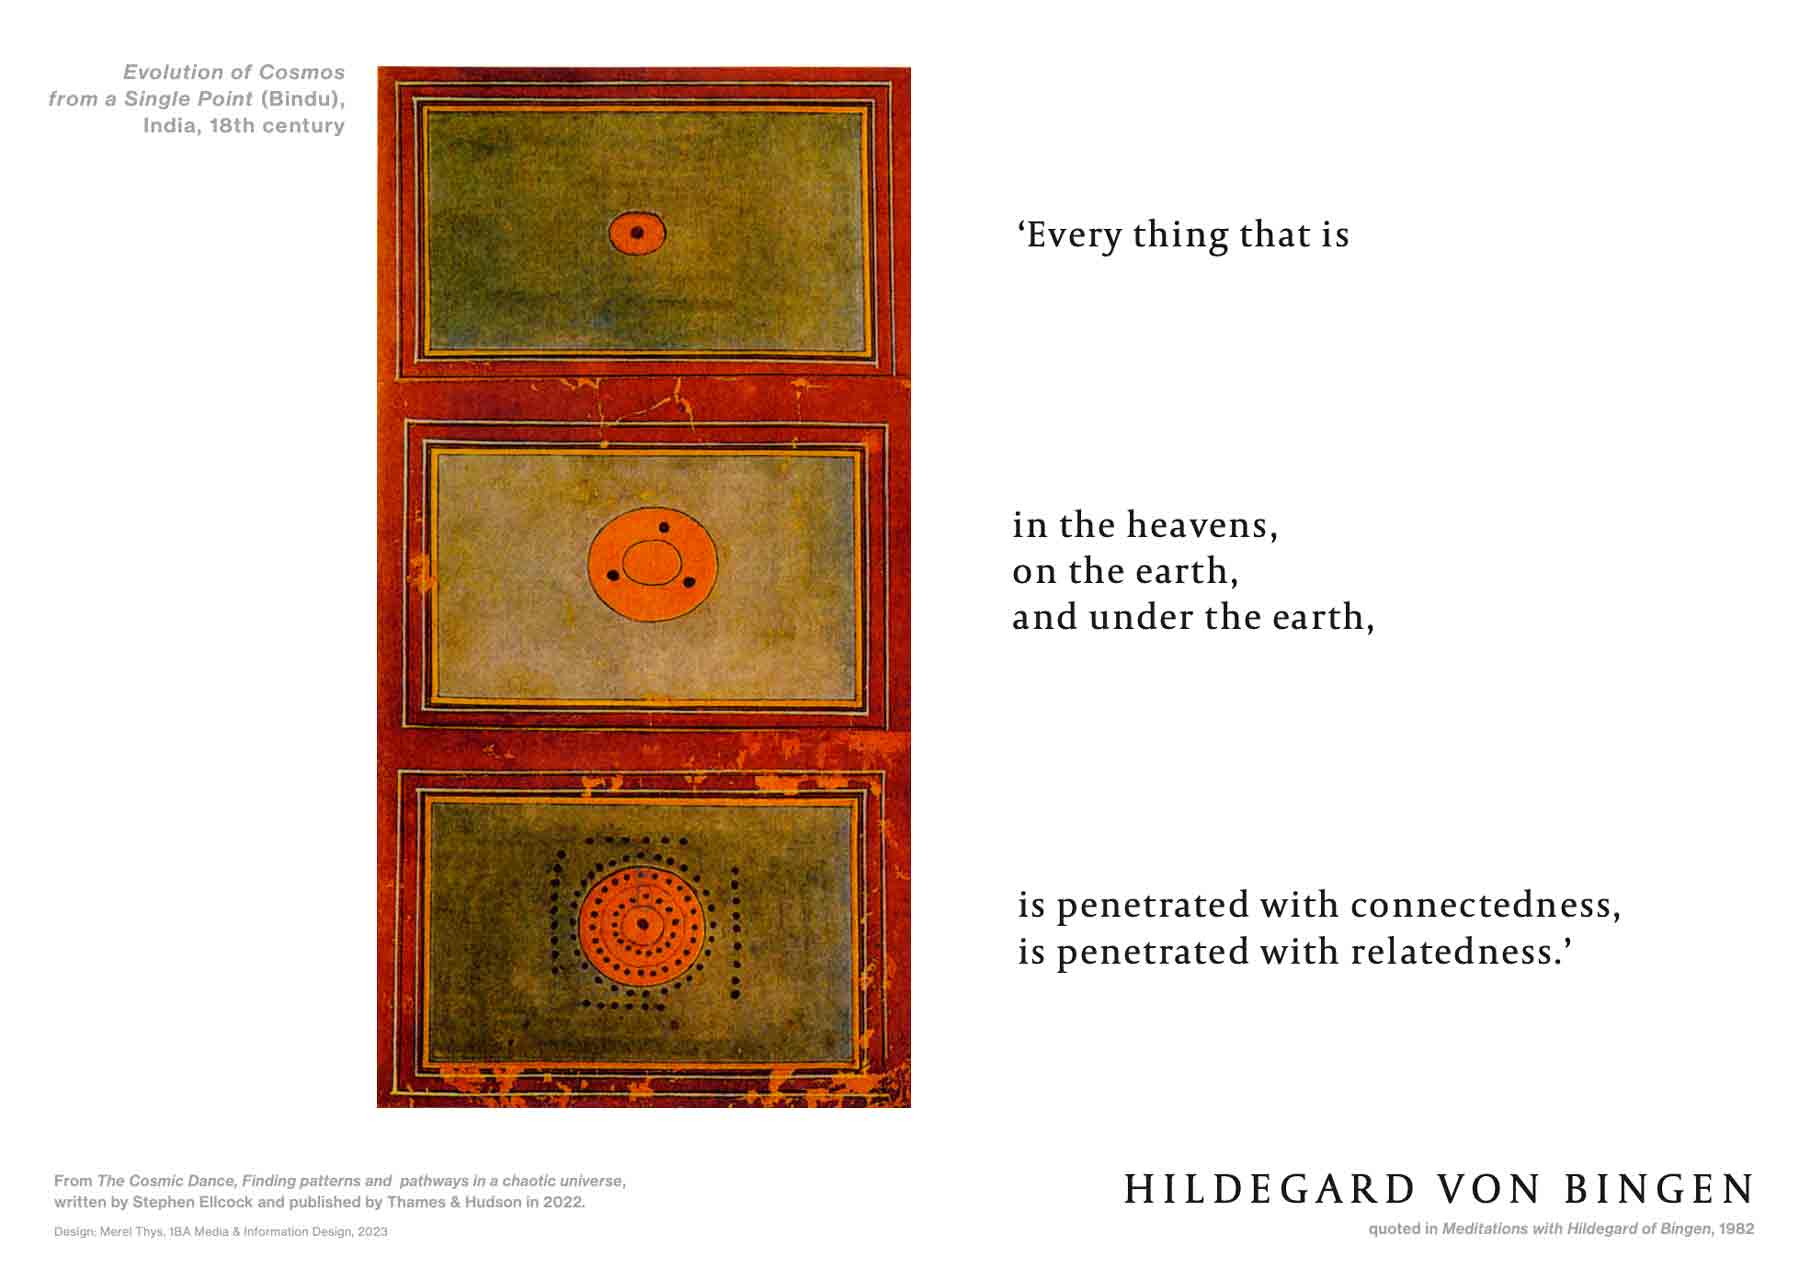 Evolution of Cosmos
from a Single Point (Bindu),
India, 18th century
‘Every thing that is
in the heavens,
on the earth,
and under the earth,
is penetrated with connectedness,
is penetrated with relatedness.’
From The Cosmic Dance, Finding patterns and pathways in a chaotic universe,
written by Stephen Ellcock and published by Thames & Hudson in 2022.
Design: Merel Thys, 1BA Media & Information Design, 2023
HILDEGARD VON BINGEN
quoted in Meditations with Hildegard of Bingen, 1982